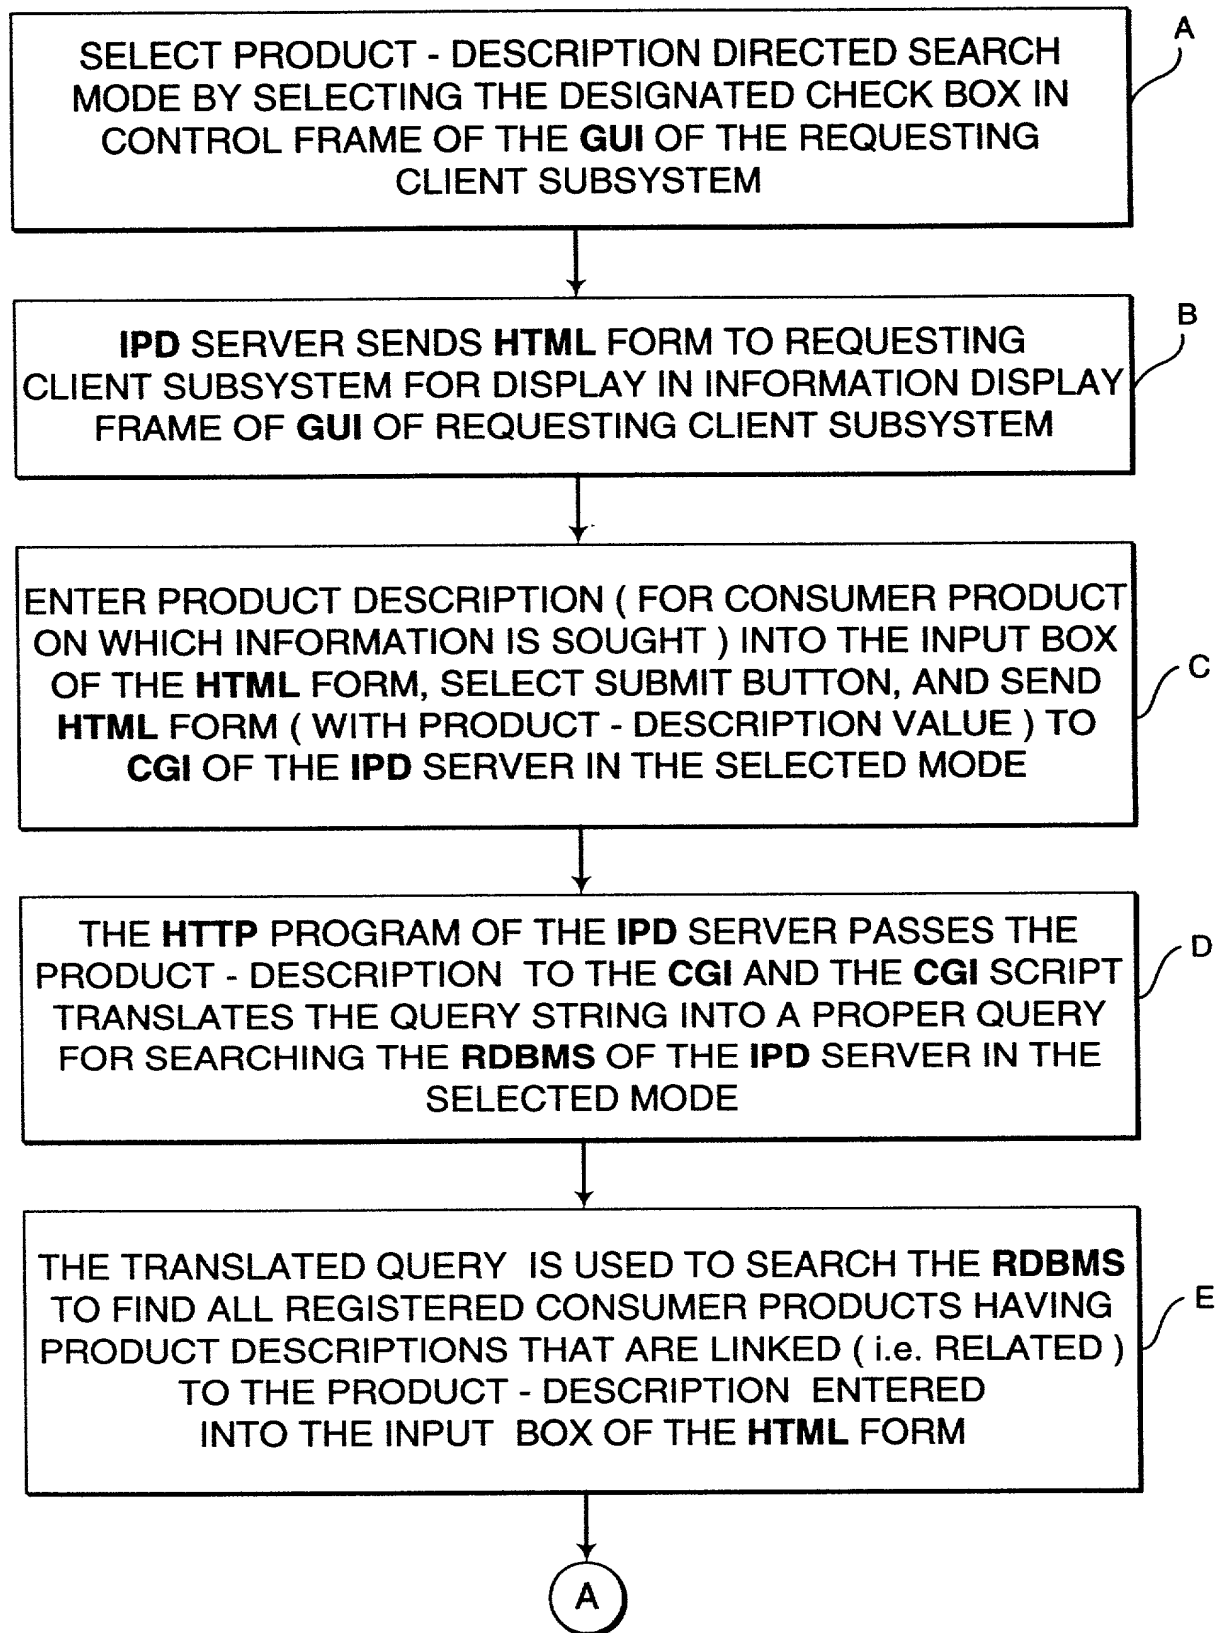 A
SELECT PRODUCT - DESCRIPTION DIRECTED SEARCH
MODE BY SELECTING THE DESIGNATED CHECK BOX IN
CONTROL FRAME OF THE GUI OF THE REQUESTING
CLIENT SUBSYSTEM
B
IPD SERVER SENDS HTML FORM TO REQUESTING
CLIENT SUBSYSTEM FOR DISPLAY IN INFORMATION DISPLAY
FRAME OF GUI OF REQUESTING CLIENT SUBSYSTEM
ENTER PRODUCT DESCRIPTION ( FOR CONSUMER PRODUCT
ON WHICH INFORMATION IS SOUGHT ) INTO THE INPUT BOX
OF THE HTML FORM, SELECT SUBMIT BUTTON, AND SEND
HTML FORM ( WITH PRODUCT - DESCRIPTION VALUE ) TO
CGI OF THE IPD SERVER IN THE SELECTED MODE
C
THE HTTP PROGRAM OF THE IPD SERVER PASSES THE
PRODUCT - DESCRIPTION TO THE CGI AND THE CGI SCRIPT
TRANSLATES THE QUERY STRING INTO A PROPER QUERY
FOR SEARCHING THE RDBMS OF THE IPD SERVER IN THE
SELECTED MODE
D
THE TRANSLATED QUERY IS USED TO SEARCH THE RDBMS
TO FIND ALL REGISTERED CONSUMER PRODUCTS HAVING
PRODUCT DESCRIPTIONS THAT ARE LINKED ( i.e. RELATED )
TO THE PRODUCT - DESCRIPTION ENTERED
INTO THE INPUT BOX OF THE HTML FORM
E
A